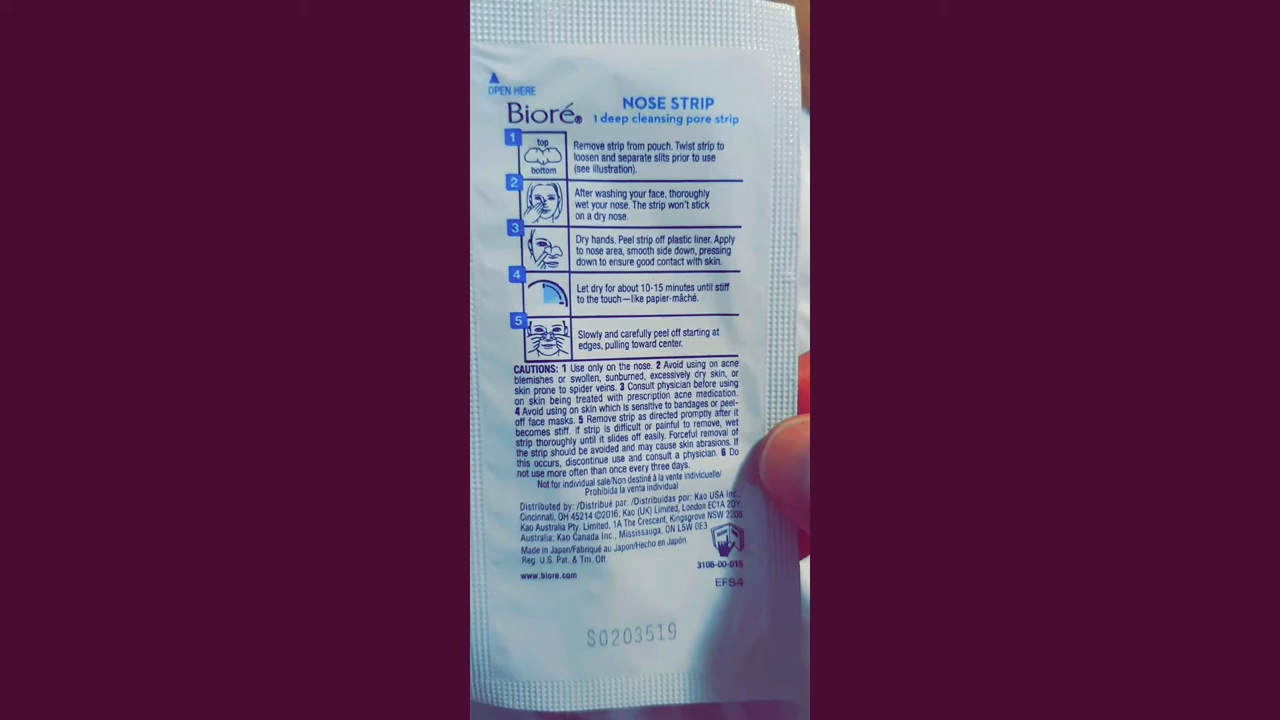 OPEN HERE
Bioré®
NOSE STRIP
1 deep cleansing pore strip
1
top
bottom
Remove strip from pouch. Twist strip to
loosen and separate slits prior to use
(see illustration).
2
After washing your face, thoroughly
wet your nose. The strip won't stick
on a dry nose.
3
Dry hands. Peel strip off plastic liner. Apply
to nose area, smooth side down, pressing
down to ensure good contact with skin.
4
Let dry for about 10-15 minutes until stiff
to the touch—like papier-mâché.
5
Slowly and carefully peel off starting at
edges, pulling toward center.
CAUTIONS: 1 Use only on the nose. 2 Avoid using on acne
blemishes or swollen, sunburned, excessively dry skin, or
skin prone to spider veins. 3 Consult physician before using
on skin being treated with prescription acne medication.
4 Avoid using on skin which is sensitive to bandages or peel-
off face masks. 5 Remove strip as directed promptly after it
becomes stiff. If strip is difficult or painful to remove, wet
strip thoroughly until it slides off easily. Forceful removal of
the strip should be avoided and may cause skin abrasions. If
this occurs, discontinue use and consult a physician. 6 Do
not use more often than once every three days.
Not for individual sale/Non destiné à la vente individuelle/
Prohibida la venta individual
Distributed by: /Distribué par: /Distribuidas por: Kao USA Inc.,
Cincinnati, OH 45214 ©2016; Kao (UK) Limited, London EC1A 2DY,
Kao Australia Pty. Limited, 1A The Crescent, Kingsgrove NSW 2208
Australia; Kao Canada Inc., Mississauga, ON L5W 0E3
Made in Japan/Fabriqué au Japon/Hecho en Japón
Reg. U.S. Pat. & Tm. Off.
www.biore.com
3106-00-01S
EFS4
S0203519